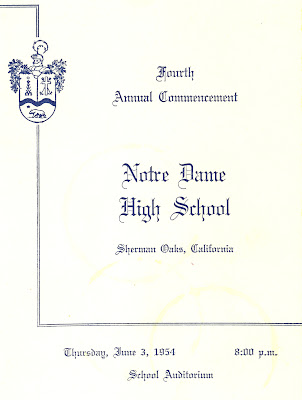 Fourth
Annual Commencement
Notre Dame
High School
Sherman Oaks, California
Thursday, June 3, 1954 8:00 p.m.
School Auditorium